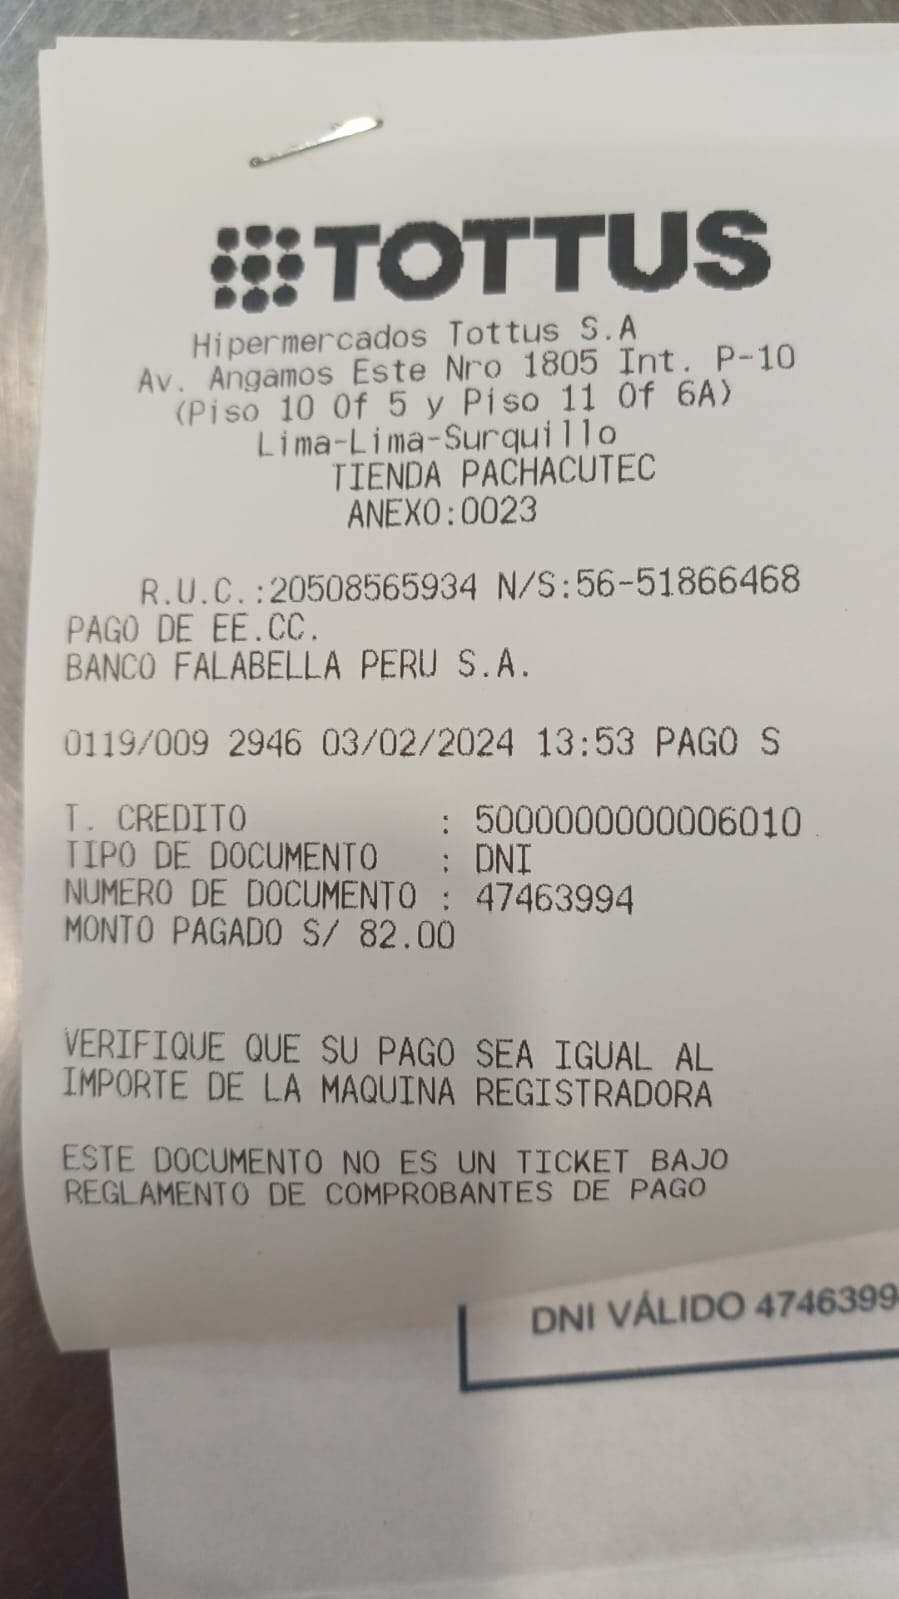 TOTTUS
Hipermercados Tottus S.A
Av. Angamos Este Nro 1805 Int. P-10
(Piso 10 Of 5 y Piso 11 Of 6A)
Lima-Lima-Surquillo
TIENDA PACHACUTEC
ANEXO:0023
R.U.C.:20508565934 N/S:56-51866468
PAGO DE EE.CC.
BANCO FALABELLA PERU S.A.
0119/009 2946 03/02/2024 13:53 PAGO S
T. CREDITO : 5000000000006010
TIPO DE DOCUMENTO : DNI
NUMERO DE DOCUMENTO : 47463994
MONTO PAGADO S/ 82.00
VERIFIQUE QUE SU PAGO SEA IGUAL AL
IMPORTE DE LA MAQUINA REGISTRADORA
ESTE DOCUMENTO NO ES UN TICKET BAJO
REGLAMENTO DE COMPROBANTES DE PAGO
DNI VÁLIDO 4746399